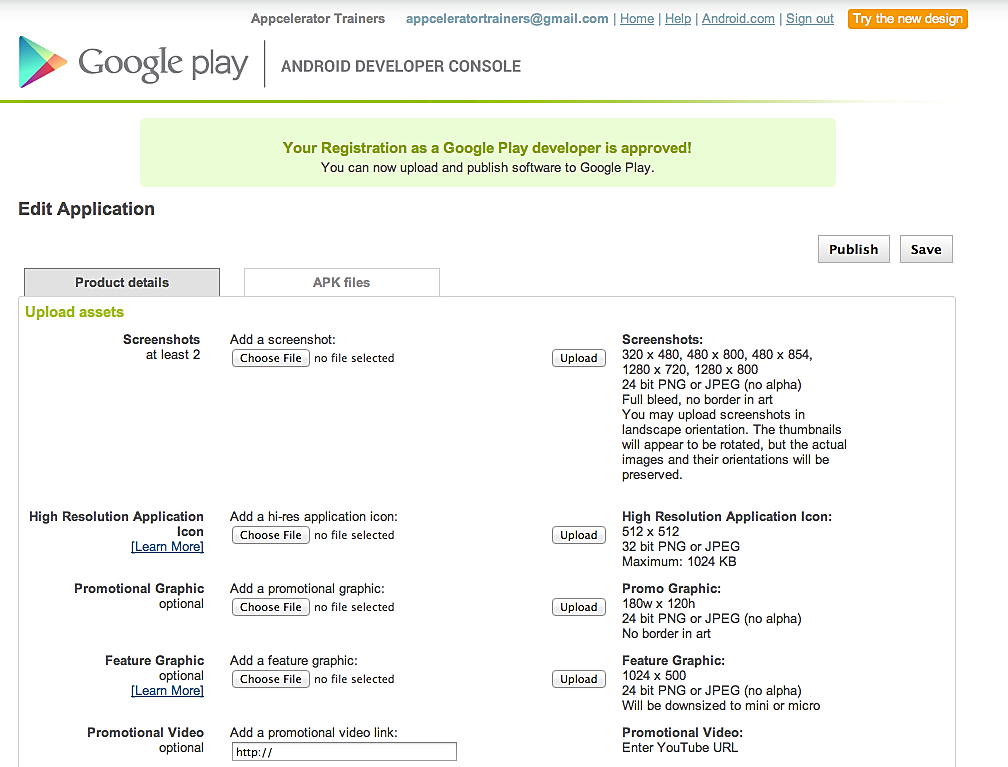 Appcelerator Trainers appceleratortrainers@gmail.com | Home | Help | Android.com | Sign out Try the new design
Google play ANDROID DEVELOPER CONSOLE
Your Registration as a Google Play developer is approved!
You can now upload and publish software to Google Play.
Edit Application
Publish Save
Product details APK files
Upload assets
Screenshots
at least 2
Add a screenshot:
Choose File no file selected
Upload
Screenshots:
320 x 480, 480 x 800, 480 x 854,
1280 x 720, 1280 x 800
24 bit PNG or JPEG (no alpha)
Full bleed, no border in art
You may upload screenshots in
landscape orientation. The thumbnails
will appear to be rotated, but the actual
images and their orientations will be
preserved.
High Resolution Application
Icon
[Learn More]
Add a hi-res application icon:
Choose File no file selected
Upload
High Resolution Application Icon:
512 x 512
32 bit PNG or JPEG
Maximum: 1024 KB
Promotional Graphic
optional
Add a promotional graphic:
Choose File no file selected
Upload
Promo Graphic:
180w x 120h
24 bit PNG or JPEG (no alpha)
No border in art
Feature Graphic
optional
[Learn More]
Add a feature graphic:
Choose File no file selected
Upload
Feature Graphic:
1024 x 500
24 bit PNG or JPEG (no alpha)
Will be downsized to mini or micro
Promotional Video
optional
Add a promotional video link:
http://
Promotional Video:
Enter YouTube URL